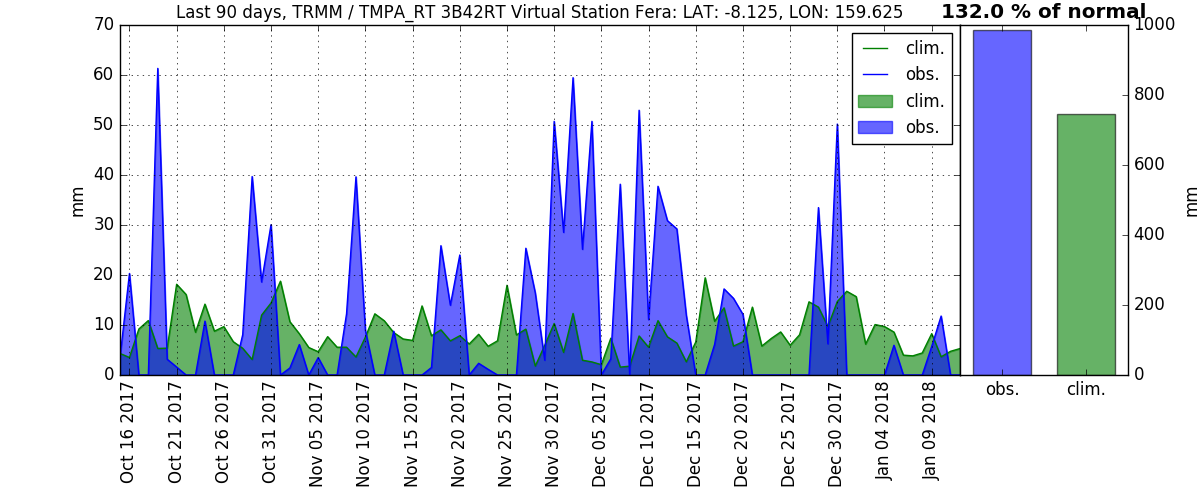 Last 90 days, TRMM / TMPA_RT 3B42RT Virtual Station Fera: LAT: -8.125, LON: 159.625
132.0 % of normal
70
60
50
40
30
20
10
0
mm
clim.
obs.
clim.
obs.
Oct 16 2017
Oct 21 2017
Oct 26 2017
Oct 31 2017
Nov 05 2017
Nov 10 2017
Nov 15 2017
Nov 20 2017
Nov 25 2017
Nov 30 2017
Dec 05 2017
Dec 10 2017
Dec 15 2017
Dec 20 2017
Dec 25 2017
Dec 30 2017
Jan 04 2018
Jan 09 2018
1000
800
600
400
200
0
mm
obs.
clim.